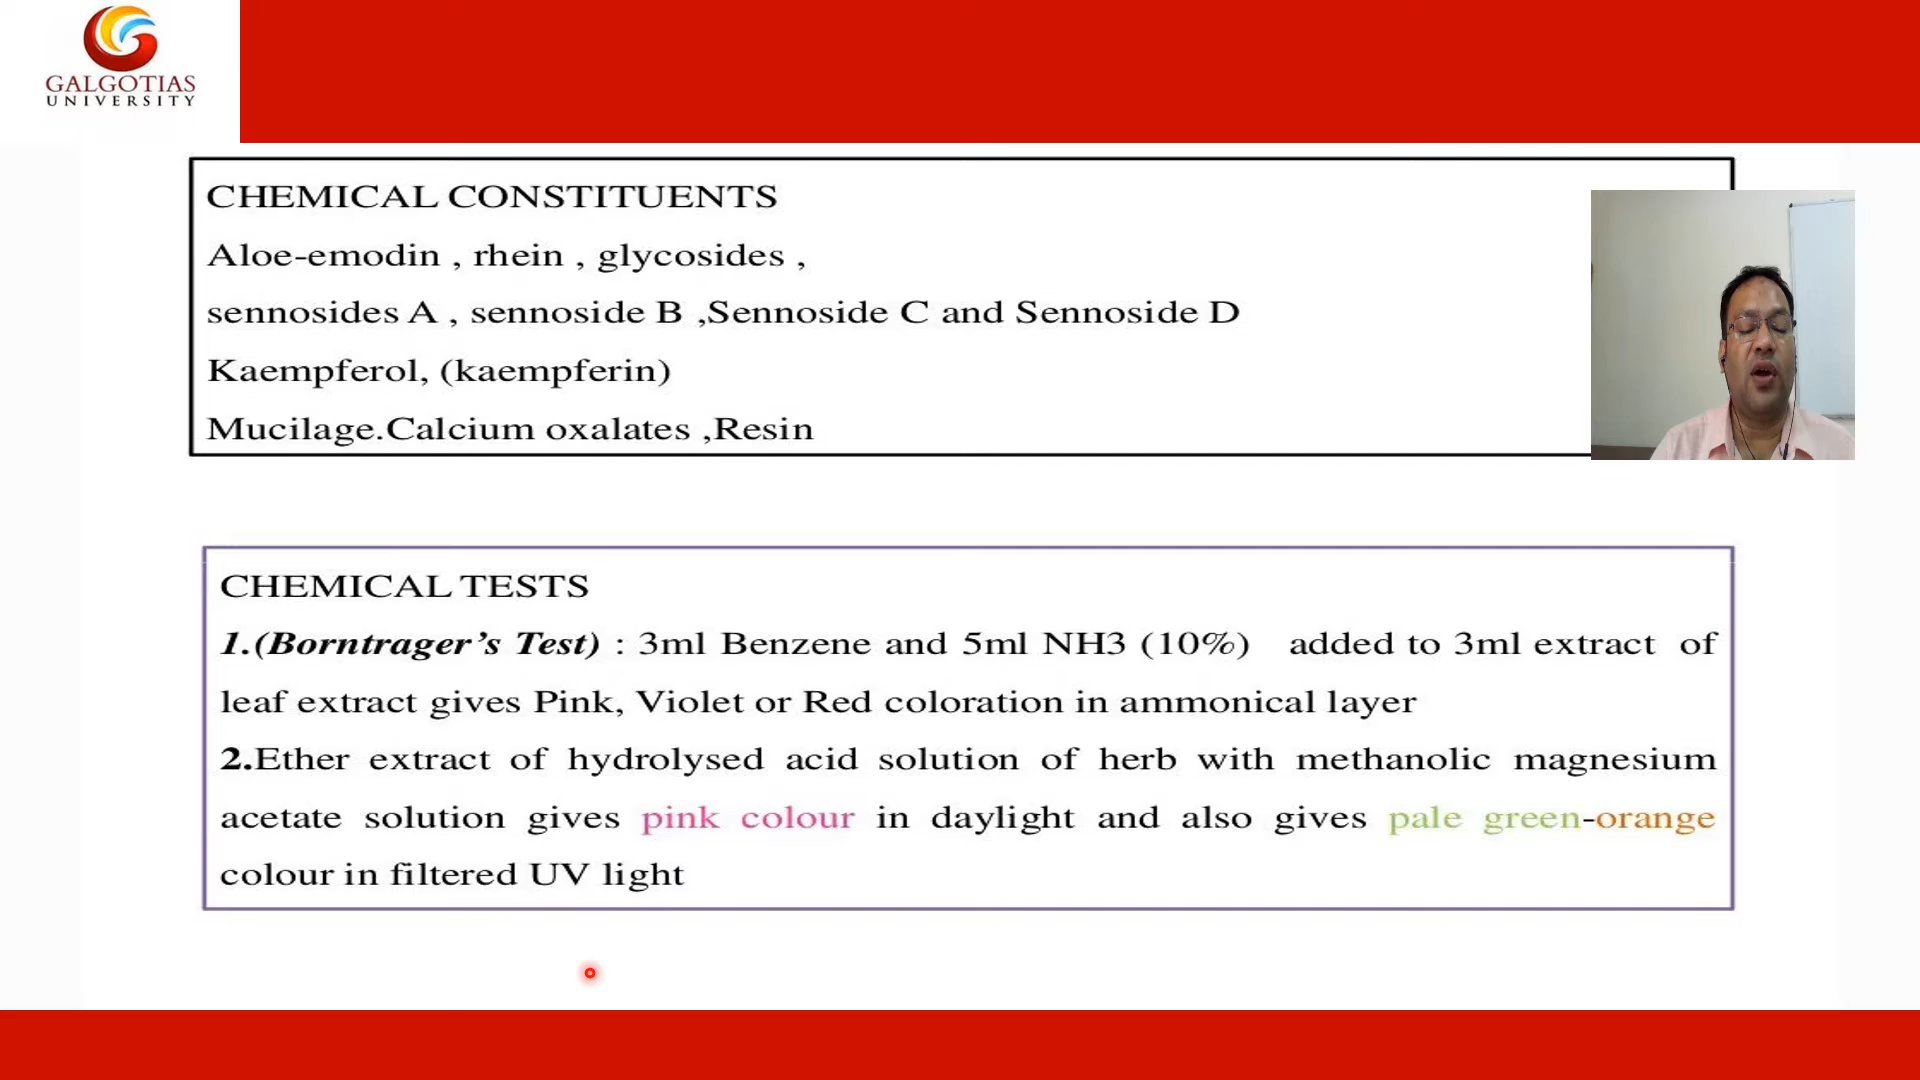 GALGOTIAS
UNIVERSITY
CHEMICAL CONSTITUENTS
Aloe-emodin , rhein , glycosides ,
sennosides A , sennoside B ,Sennoside C and Sennoside D
Kaempferol, (kaempferin)
Mucilage.Calcium oxalates ,Resin
CHEMICAL TESTS
1.(Borntrager’s Test) : 3ml Benzene and 5ml NH3 (10%) added to 3ml extract of
leaf extract gives Pink, Violet or Red coloration in ammonical layer
2.Ether extract of hydrolysed acid solution of herb with methanolic magnesium
acetate solution gives pink colour in daylight and also gives pale green-orange
colour in filtered UV light